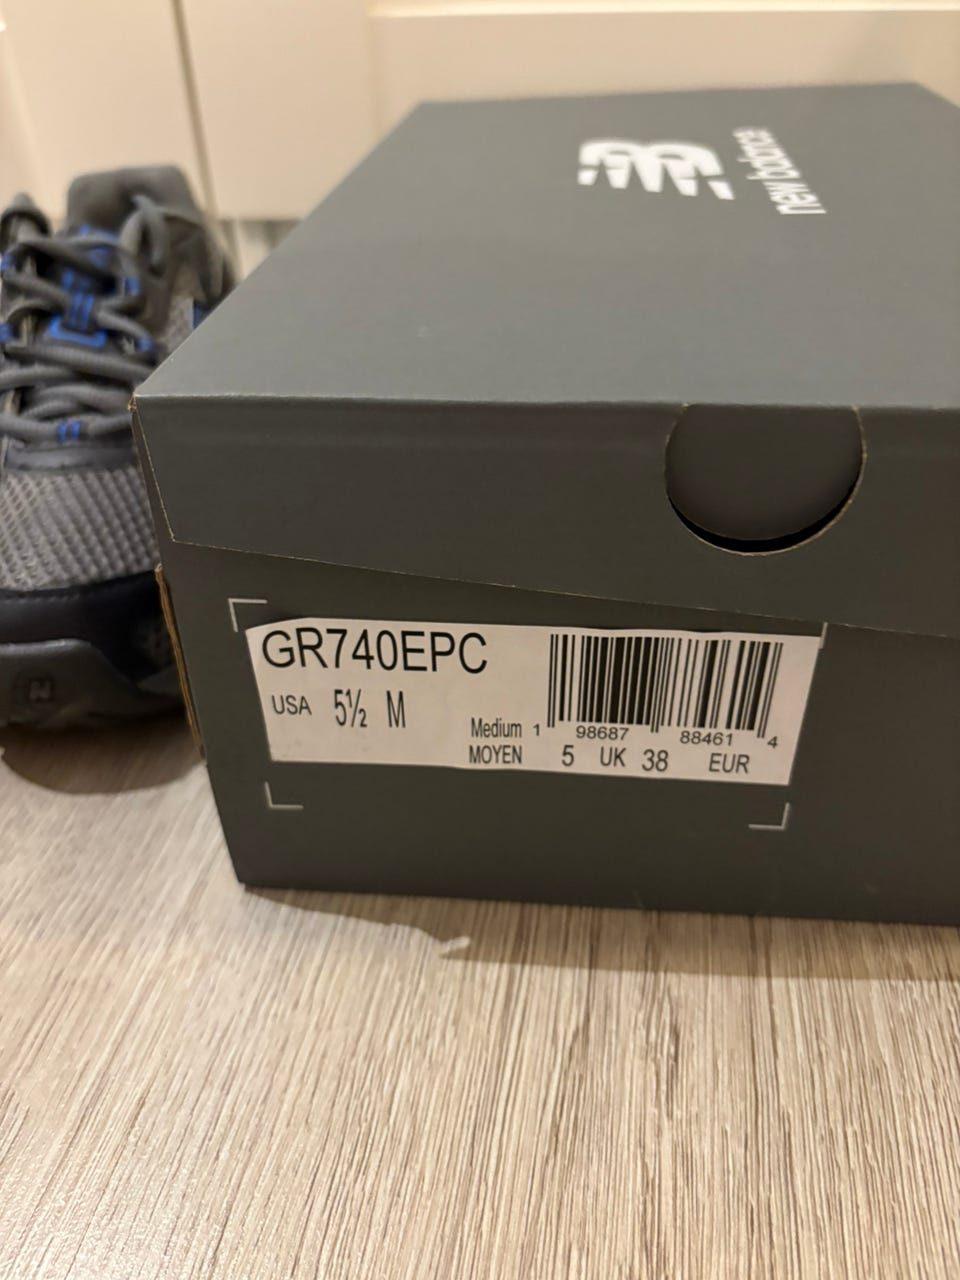 new balance
GR740EPC
USA 5½ M
Medium 1 98687 88461 4
MOYEN 5 UK 38 EUR
N